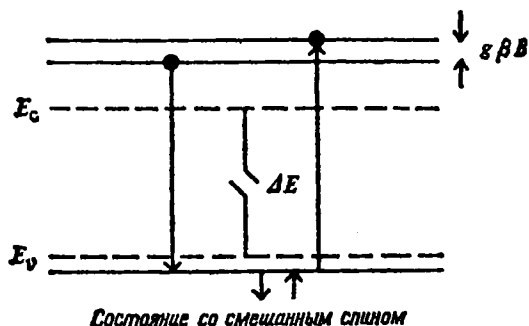 gβB
E_c
ΔE
E_v
Состояние со смешанным спином